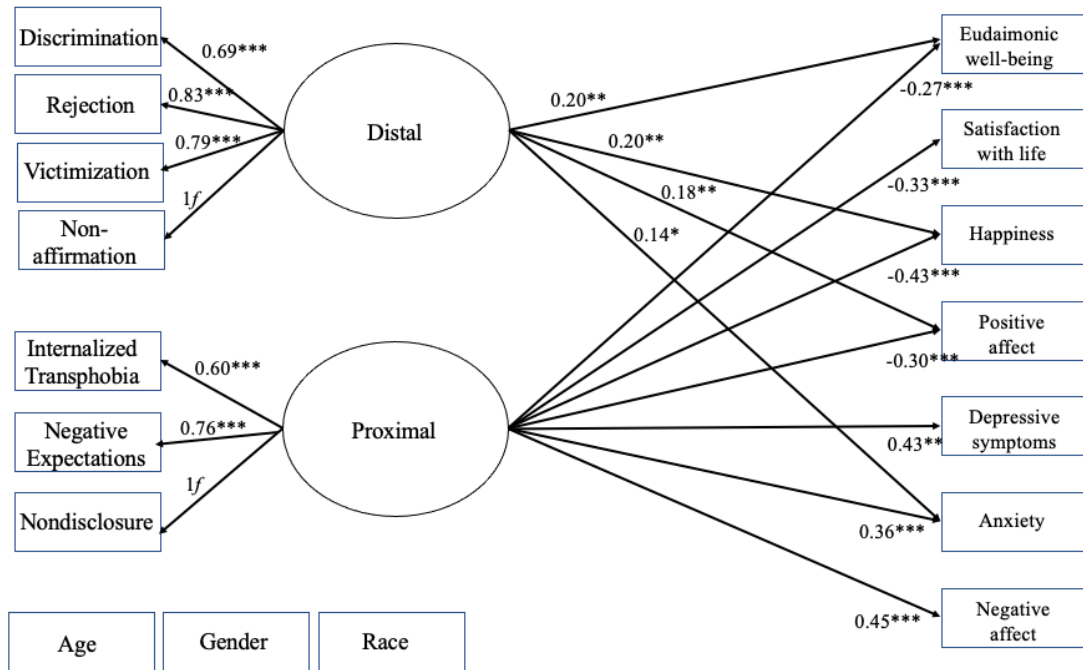 Discrimination
0.69***
Rejection
0.83***
Victimization
0.79***
Non-
affirmation
1f
Distal
0.20**
0.20**
0.18**
0.14*
Internalized
Transphobia
0.60***
Negative
Expectations
0.76***
Nondisclosure
1f
Proximal
Eudaimonic
well-being
-0.27***
Satisfaction
with life
-0.33***
Happiness
-0.43***
Positive
affect
-0.30***
Depressive
symptoms
0.43**
Anxiety
0.36***
Negative
affect
0.45***
Age
Gender
Race